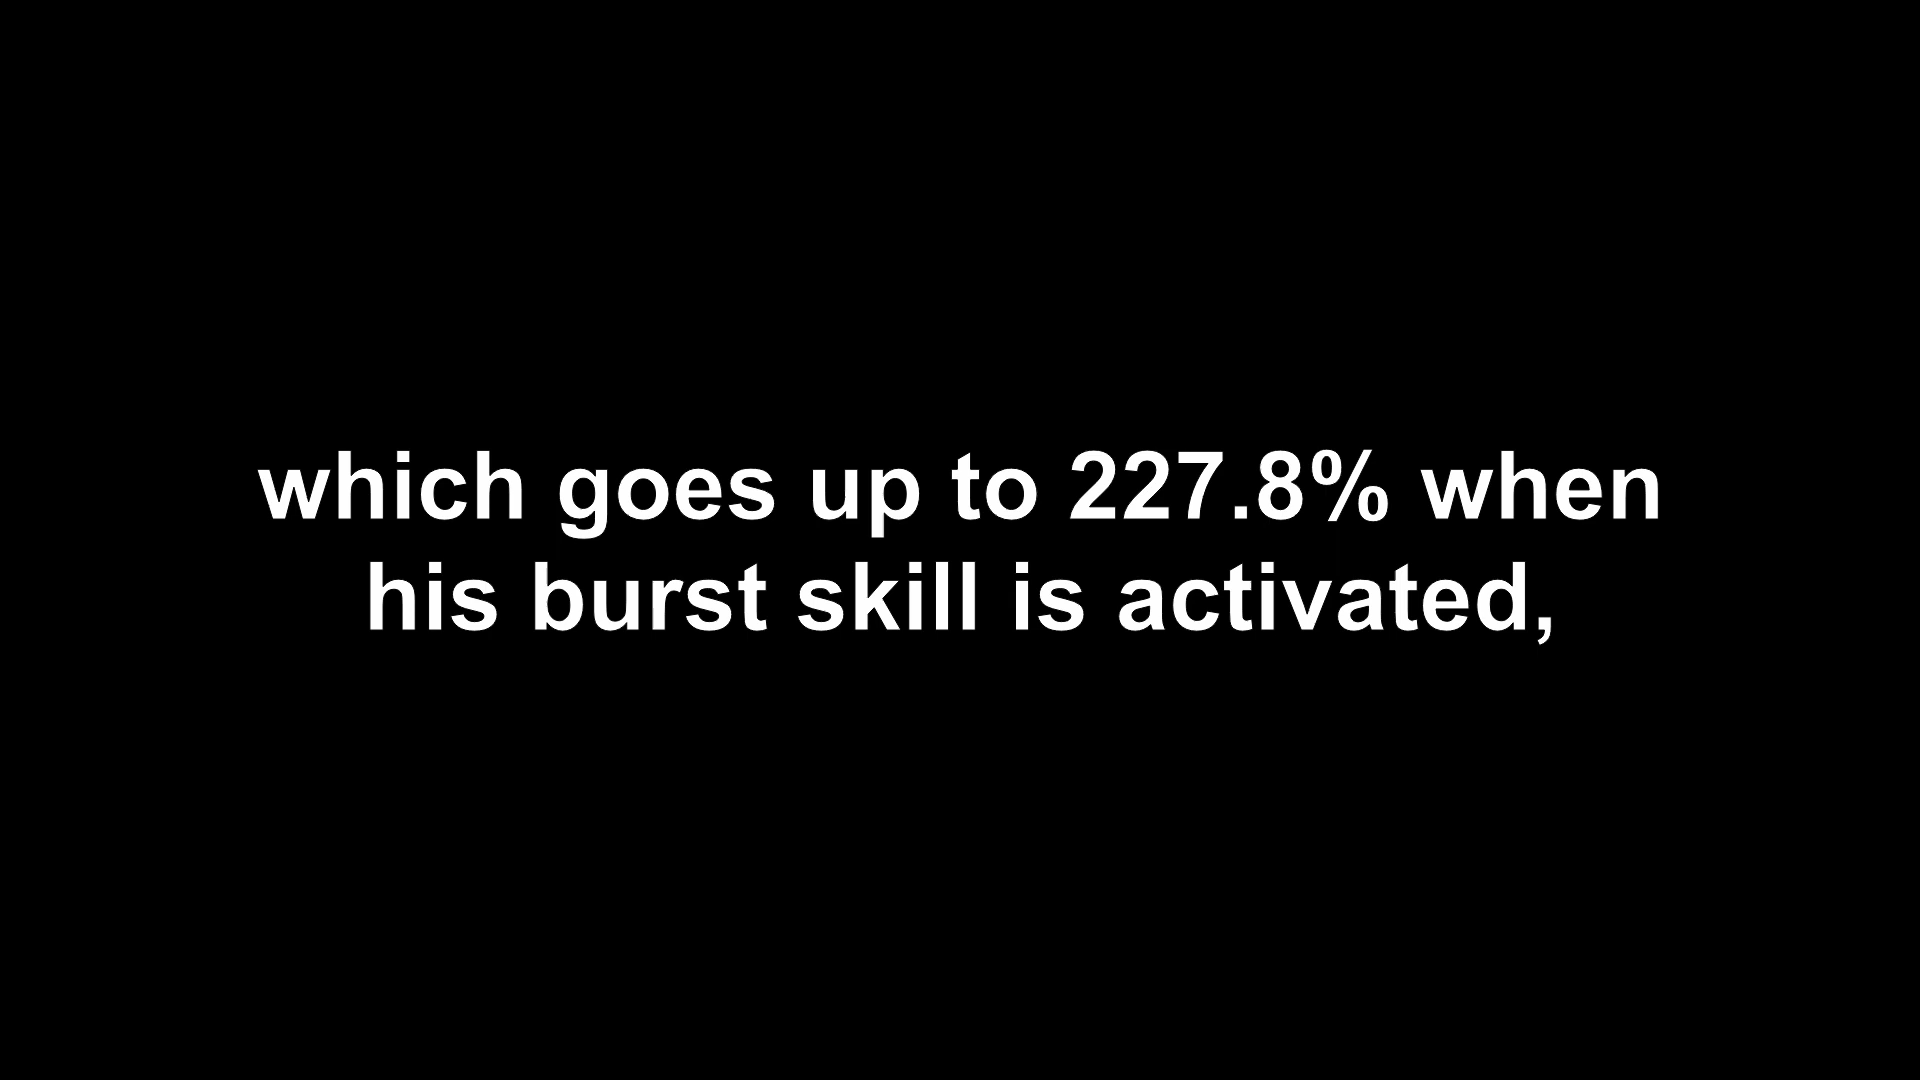 which goes up to 227.8% when
his burst skill is activated,